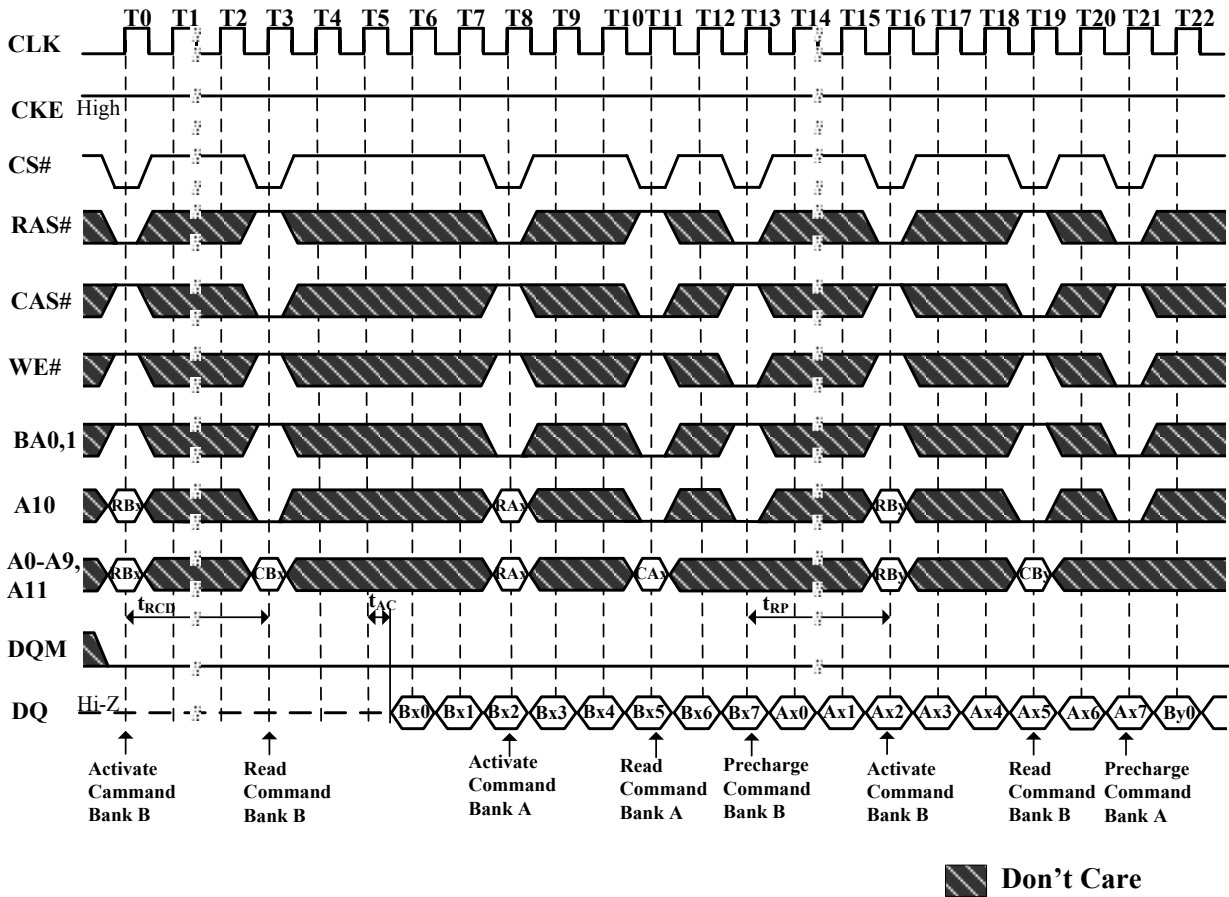 T0 T1 T2 T3 T4 T5 T6 T7 T8 T9 T10 T11 T12 T13 T14 T15 T16 T17 T18 T19 T20 T21 T22
CLK
CKE High
CS#
RAS#
CAS#
WE#
BA0,1
A10 RBx RAx RBy
A0-A9,
A11 RBx CBx RAx CAx RBy CBy
tRCD tAC tRP
DQM
DQ Hi-Z Bx0 Bx1 Bx2 Bx3 Bx4 Bx5 Bx6 Bx7 Ax0 Ax1 Ax2 Ax3 Ax4 Ax5 Ax6 Ax7 By0
Activate
Cammand
Bank B
Read
Command
Bank B
Activate
Command
Bank A
Read
Command
Bank A
Precharge
Command
Bank B
Activate
Command
Bank B
Read
Command
Bank B
Precharge
Command
Bank A
Don't Care